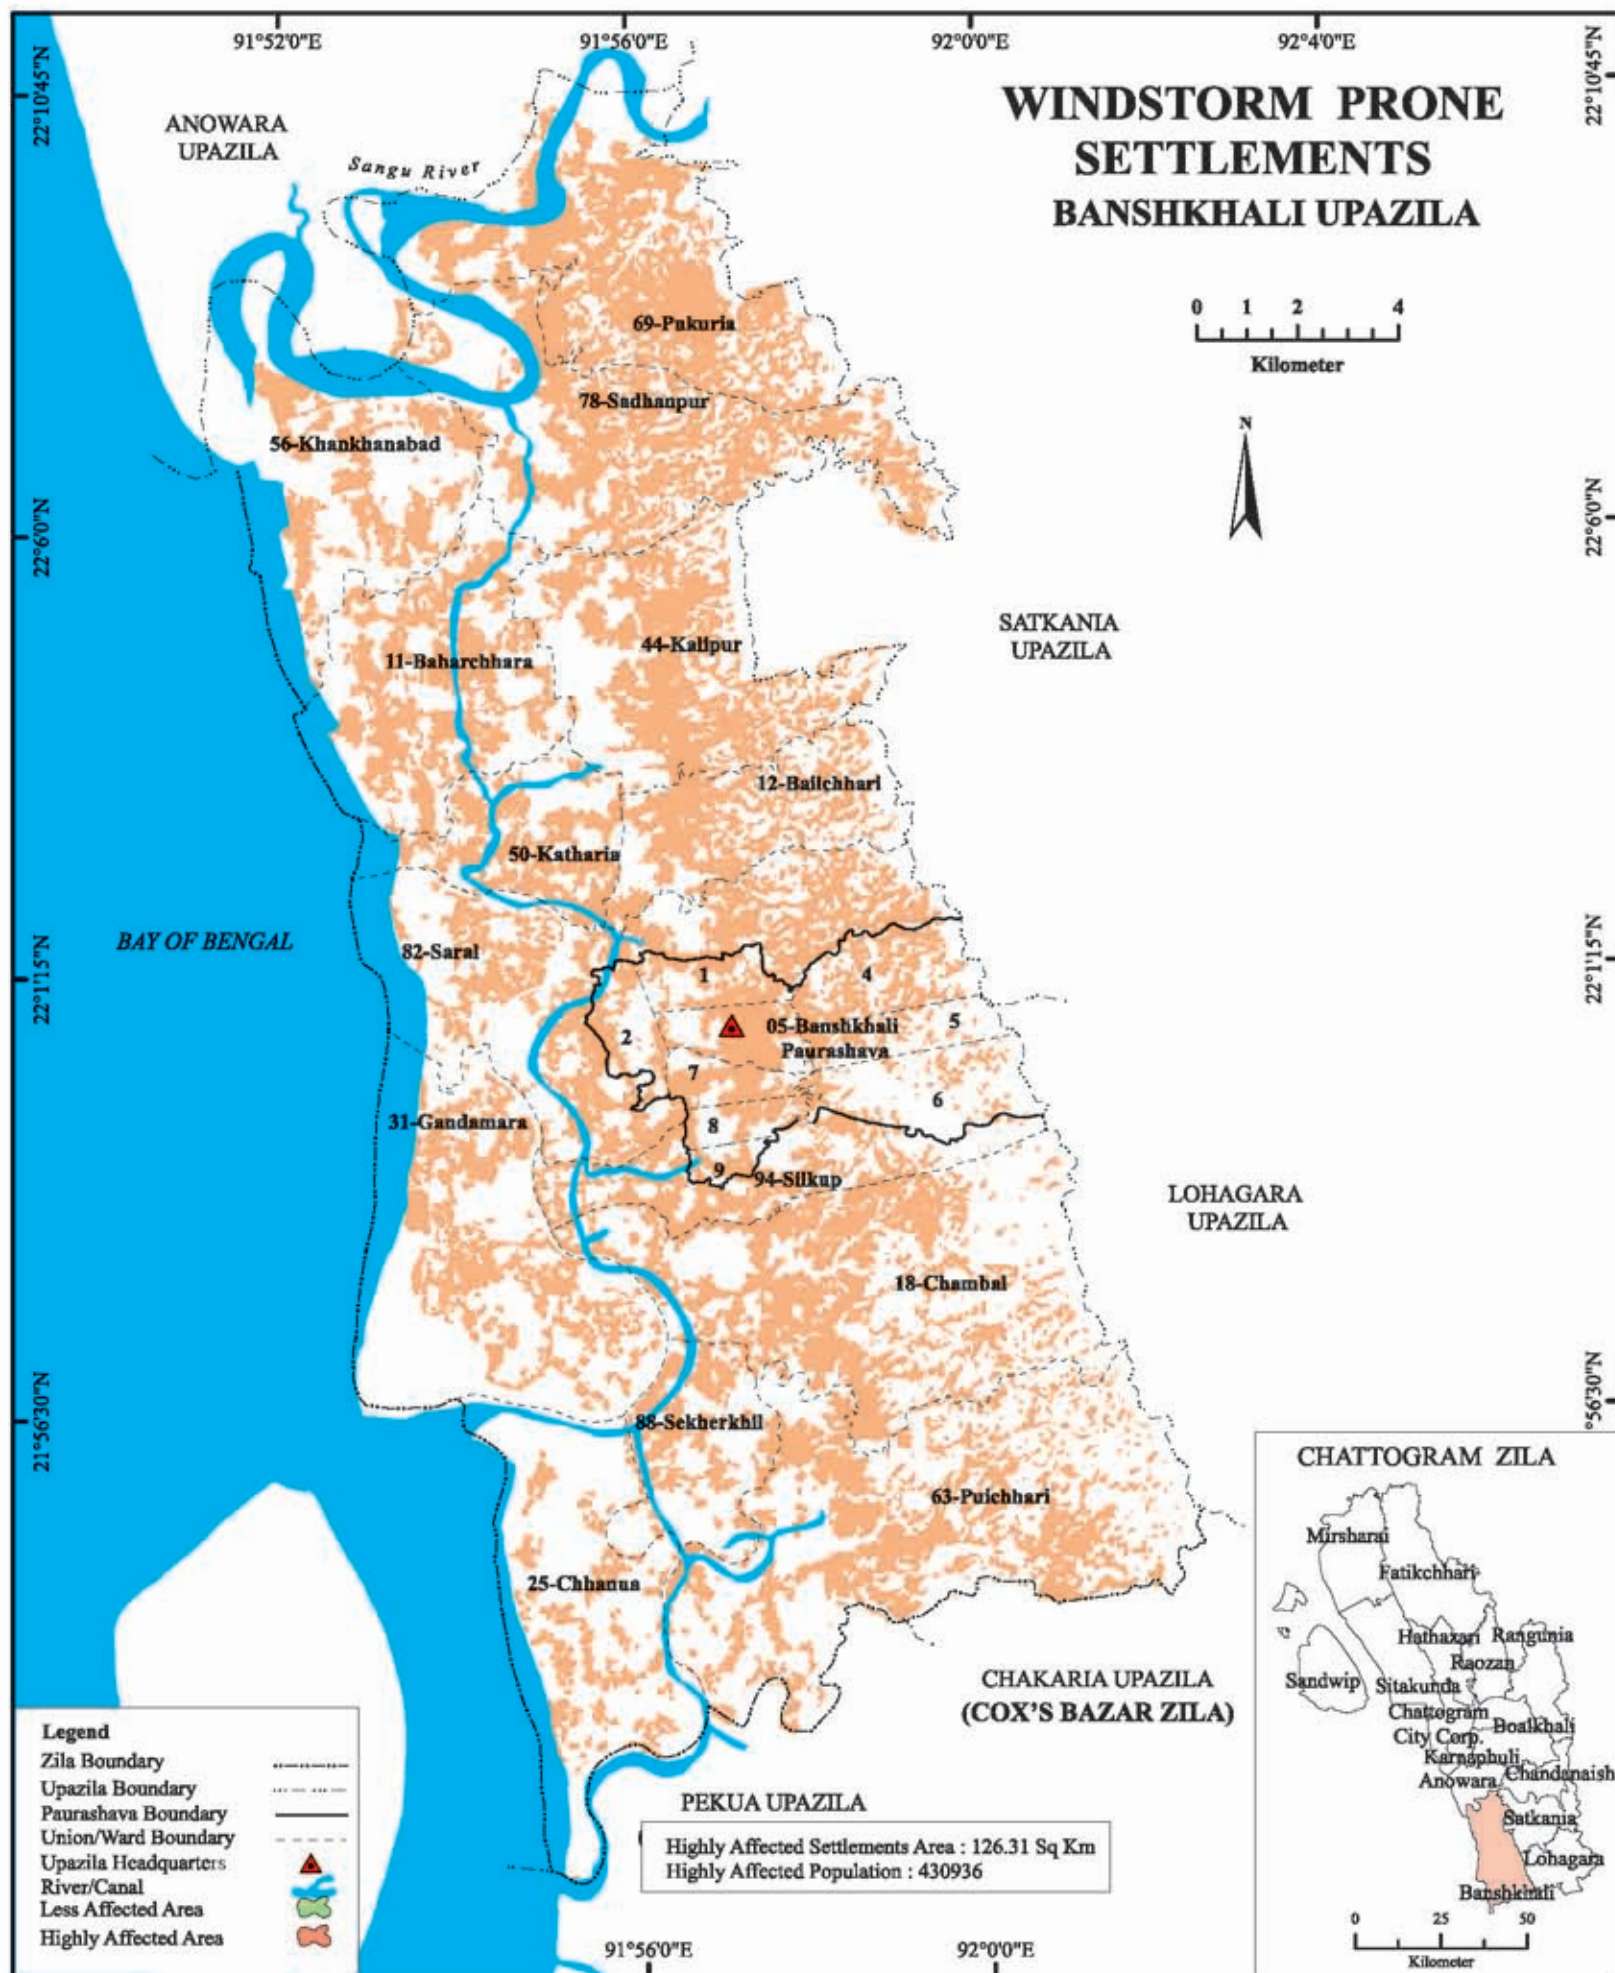 91°52'0"E
91°56'0"E
92°0'0"E
92°4'0"E
22°10'45"N
22°10'45"N
WINDSTORM PRONE
SETTLEMENTS
BANSHKHALI UPAZILA
ANOWARA
UPAZILA
Sangu River
0 1 2 4
Kilometer
N
69-Pukuria
78-Sadhanpur
56-Khankhanabad
22°6'0"N
22°6'0"N
SATKANIA
UPAZILA
44-Kalipur
11-Baharchhara
12-Bailchhari
50-Katharia
BAY OF BENGAL
82-Saral
22°1'15"N
22°1'15"N
1
4
2
05-Banshkhali
Paurashava
5
7
6
31-Gandamara
8
9
94-Silkup
LOHAGARA
UPAZILA
18-Chambal
21°56'30"N
°56'30"N
88-Sekherkhil
63-Puichhari
25-Chhanua
CHAKARIA UPAZILA
(COX'S BAZAR ZILA)
PEKUA UPAZILA
Highly Affected Settlements Area : 126.31 Sq Km
Highly Affected Population : 430936
Legend
Zila Boundary
Upazila Boundary
Paurashava Boundary
Union/Ward Boundary
Upazila Headquarters
River/Canal
Less Affected Area
Highly Affected Area
91°56'0"E
92°0'0"E
CHATTOGRAM ZILA
Mirsharai
Fatikchhari
Hathazari
Rangunia
Raozan
Sandwip
Sitakunda
Chattogram
City Corp.
Boalkhali
Karnaphuli
Anowara
Chandanaish
Satkania
Lohagara
Banshkhali
0 25 50
Kilometer